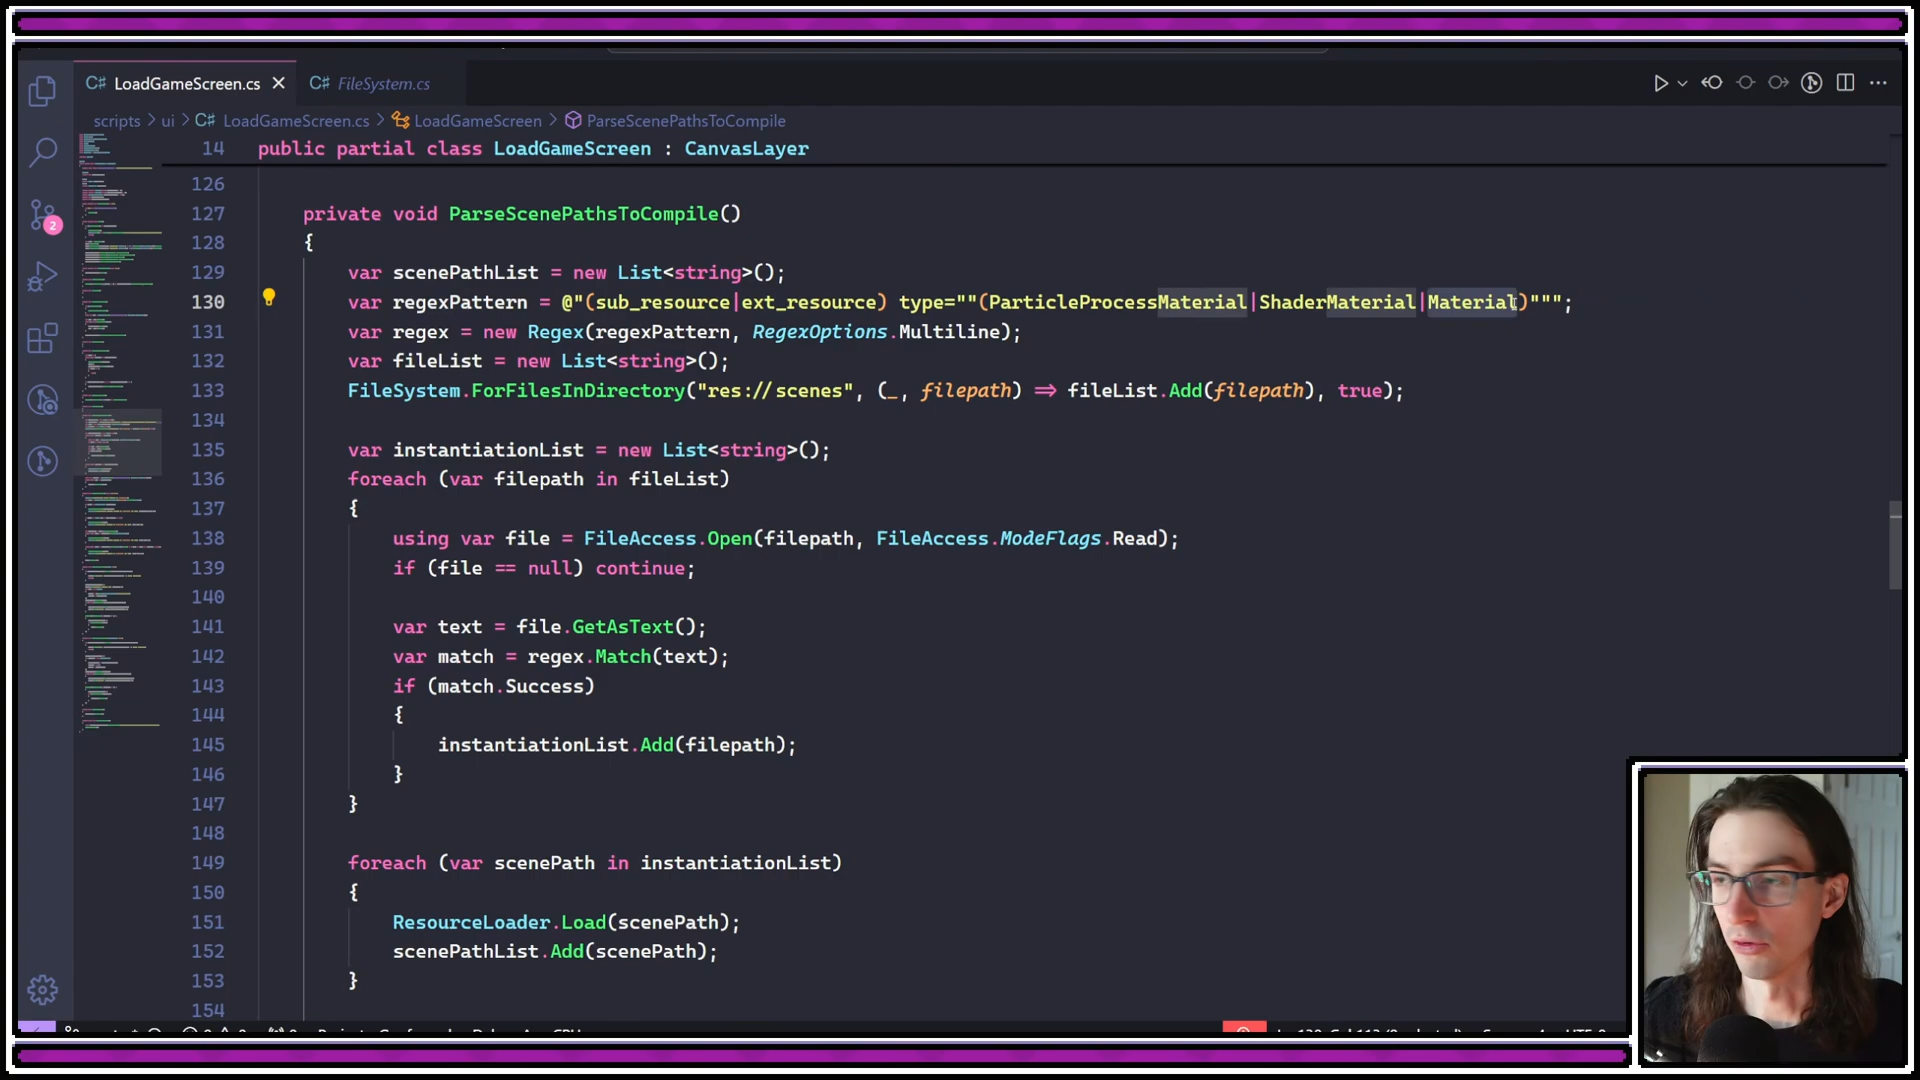 C# LoadGameScreen.cs
C# FileSystem.cs
scripts > ui > C# LoadGameScreen.cs > LoadGameScreen > ParseScenePathsToCompile
14 public partial class LoadGameScreen : CanvasLayer
126
127 private void ParseScenePathsToCompile()
128 {
129 var scenePathList = new List<string>();
130 var regexPattern = @"(sub_resource|ext_resource) type=""(ParticleProcessMaterial|ShaderMaterial|Material)""";
131 var regex = new Regex(regexPattern, RegexOptions.Multiline);
132 var fileList = new List<string>();
133 FileSystem.ForFilesInDirectory("res://scenes", (_, filepath) => fileList.Add(filepath), true);
134
135 var instantiationList = new List<string>();
136 foreach (var filepath in fileList)
137 {
138 using var file = FileAccess.Open(filepath, FileAccess.ModeFlags.Read);
139 if (file == null) continue;
140
141 var text = file.GetAsText();
142 var match = regex.Match(text);
143 if (match.Success)
144 {
145 instantiationList.Add(filepath);
146 }
147 }
148
149 foreach (var scenePath in instantiationList)
150 {
151 ResourceLoader.Load(scenePath);
152 scenePathList.Add(scenePath);
153 }
154
2